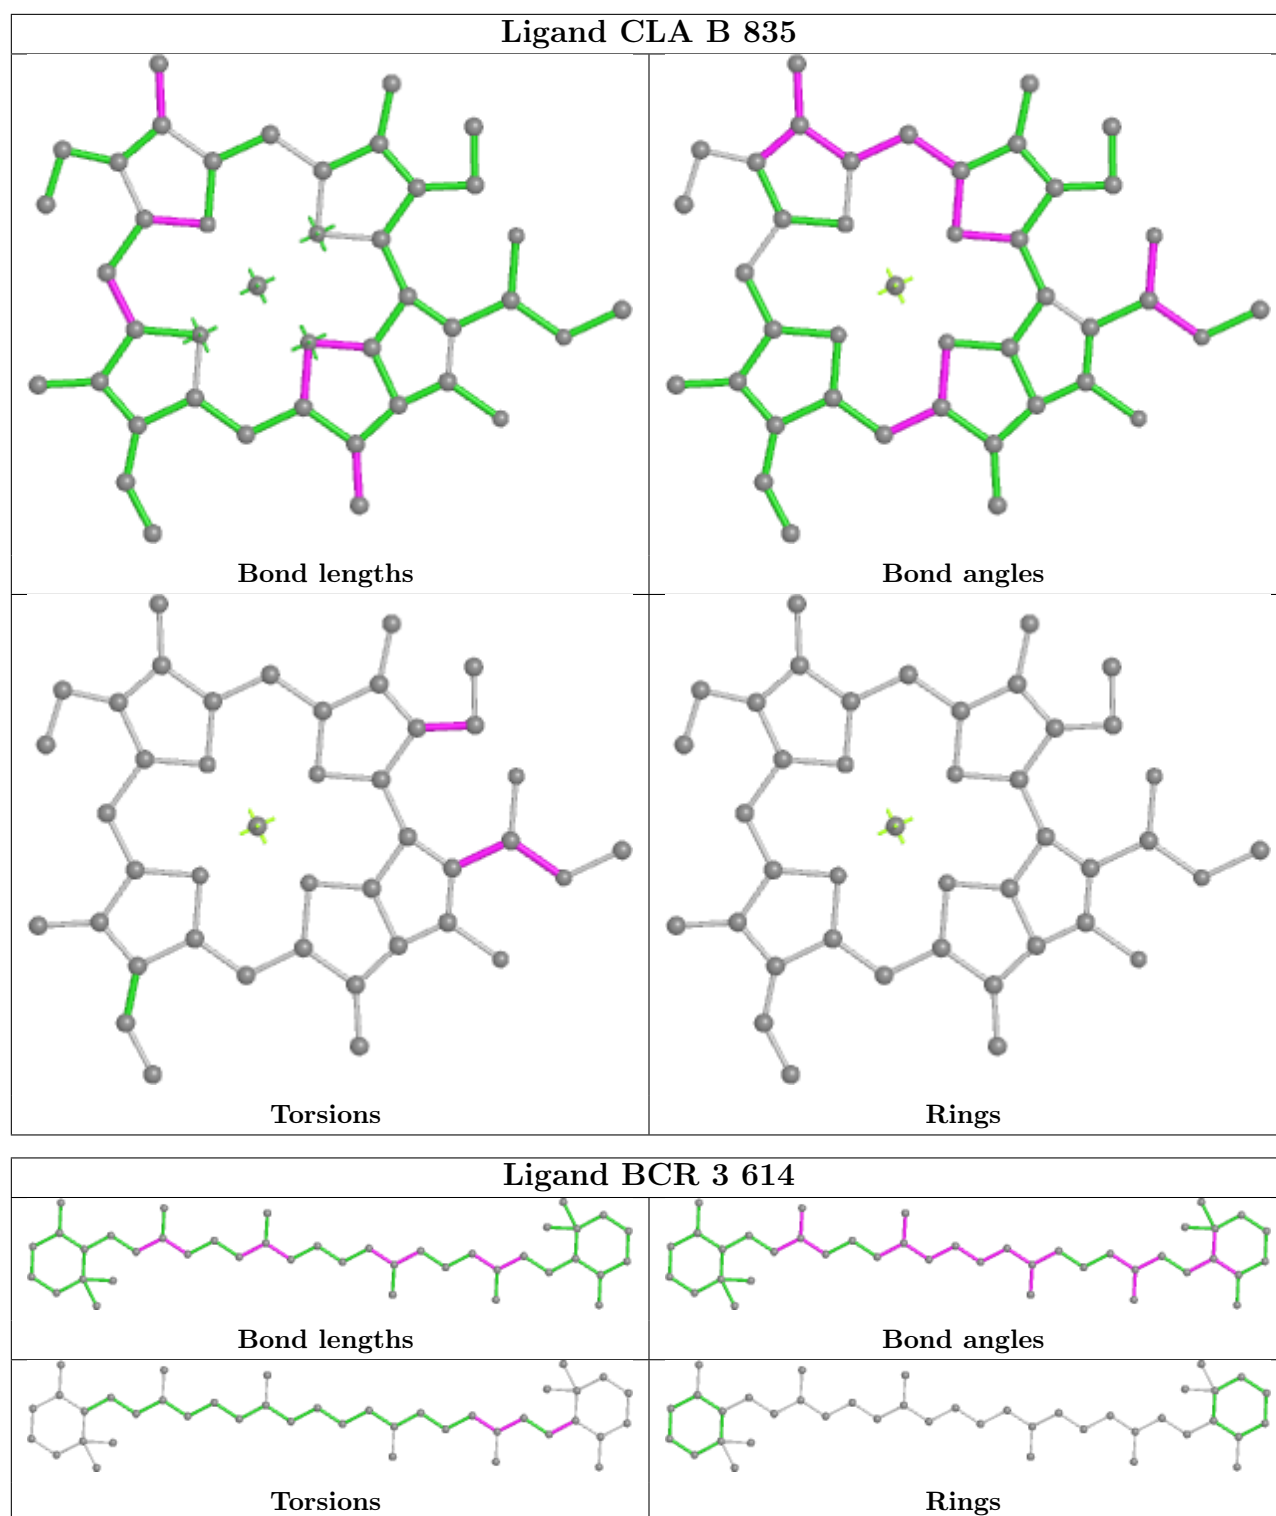 Ligand CLA B 835
Bond lengths
Bond angles
Torsions
Rings
Ligand BCR 3 614
Bond lengths
Bond angles
Torsions
Rings